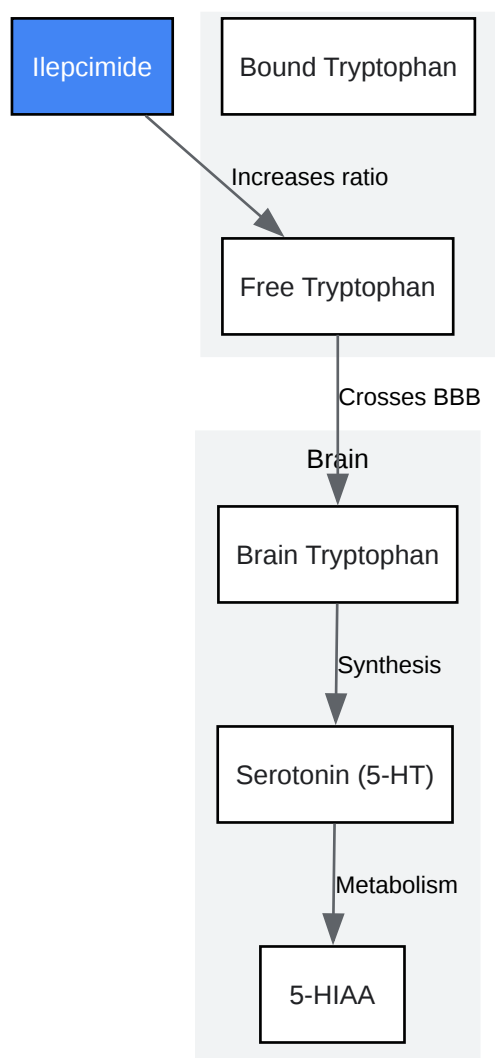 Ilepcimide
Bound Tryptophan
Increases ratio
Free Tryptophan
Crosses BBB
Brain
Brain Tryptophan
Synthesis
Serotonin (5-HT)
Metabolism
5-HIAA